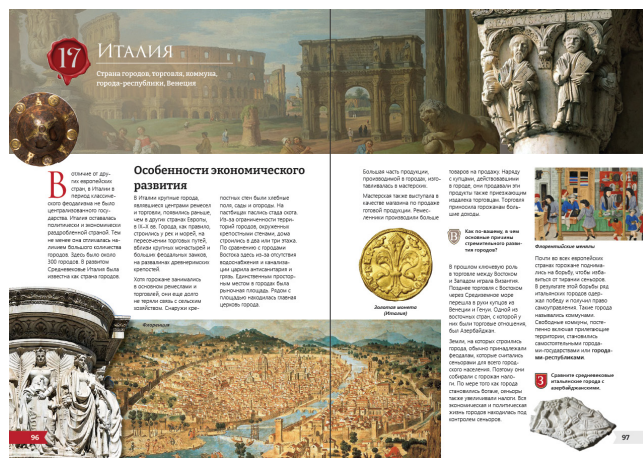 17
ИТАЛИЯ
Страна городов, торговля, коммуна,
города-республики, Венеция
В отличие от дру-
гих европейских
стран, в Италии в
период классиче-
ского феодализма не было
централизованного госу-
дарства. Италия оставалась
политически и экономически
раздробленной страной. Тем
не менее она отличалась на-
личием большого количества
городов. Здесь было около
300 городов. В развитом
Средневековье Италия была
известна как страна городов.
Особенности экономического
развития
В Италии крупные города,
являвшиеся центрами ремесел
и торговли, появились раньше,
чем в других странах Европы,
в IX–X вв. Города, как правило,
строились у рек и морей, на
пересечении торговых путей,
вблизи крупных монастырей и
больших феодальных замков,
на развалинах древнеримских
крепостей.
Хотя горожане занимались
в основном ремеслами и
торговлей, они ещё долго
не теряли связь с сельским
хозяйством. Снаружи кре-
постных стен были хлебные
поля, сады и огороды. На
пастбищах паслись стада скота.
Из-за ограниченности терри-
торий городов, окруженных
крепостными стенами, дома
строились в два или три этажа.
По сравнению с городами
Востока здесь из-за отсутствия
водоснабжения и канализа-
ции царила антисанитария и
грязь. Единственным простор-
ным местом в городах была
рыночная площадь. Рядом с
площадью находилась главная
церковь города.
Флоренция
96
Большая часть продукции,
производимой в городах, изго-
тавливалась в мастерских.
Мастерская также выступала в
качестве магазина по продаже
готовой продукции. Ремес-
ленники производили больше
Золотая монета
(Италия)
товаров на продажу. Наряду
с купцами, действовавшими
в городе, они продавали эти
продукты также приезжающим
издалека торговцам. Торговля
приносила горожанам боль-
шие доходы.
В
Как по-вашему, в чем
основные причины
стремительного разви-
тия городов?
В прошлом ключевую роль
в торговле между Востоком
и Западом играла Византия.
Позднее торговля с Востоком
через Средиземное море
перешла в руки купцов из
Венеции и Генуи. Одной из
восточных стран, с которой у
них были торговые отношения,
был Азербайджан.
Земли, на которых строились
города, обычно принадлежали
феодалам, которые считались
сеньорами для всего город-
ского населения. Поэтому они
собирали с горожан нало-
ги. По мере того как города
становились богаче, сеньоры
также увеличивали налоги. Вся
экономическая и политическая
жизнь городов находилась под
контролем сеньоров.
Флорентийские менялы
Почти во всех европейских
странах горожане поднима-
лись на борьбу, чтобы изба-
виться от тирании сеньоров.
В результате этой борьбы ряд
итальянских городов одер-
жал победу и получил право
самоуправления. Такие города
назывались коммунами.
Свободные коммуны, посте-
пенно включая прилегающие
территории, становились
самостоятельными города-
ми-государствами или города-
ми-республиками.
З
Сравните средневековые
итальянские города с
азербайджанскими.
97